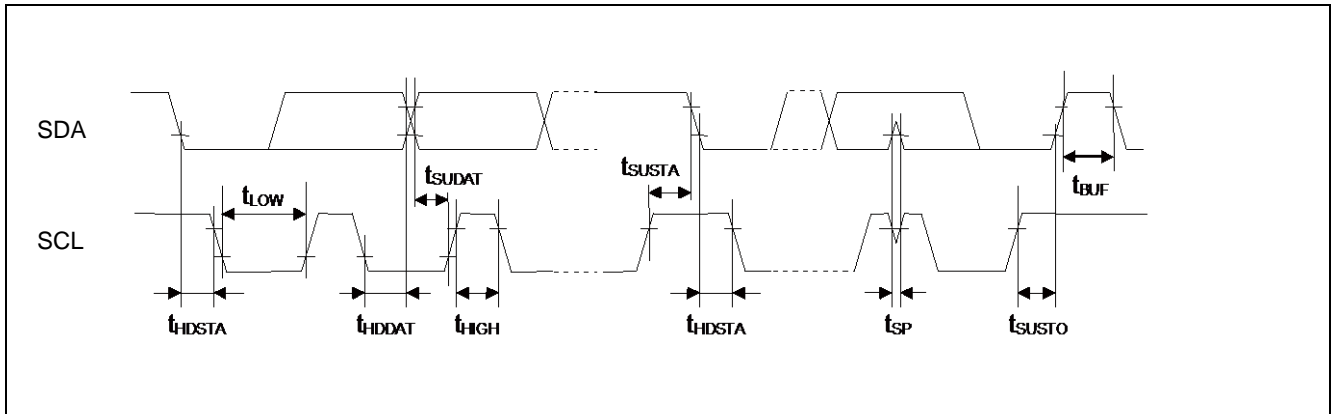 SDA
tSUDAT
tSUSTA
tBUF
tLOW
SCL
tHDSTA
tHDDAT
tHIGH
tHDSTA
tSP
tSUSTO